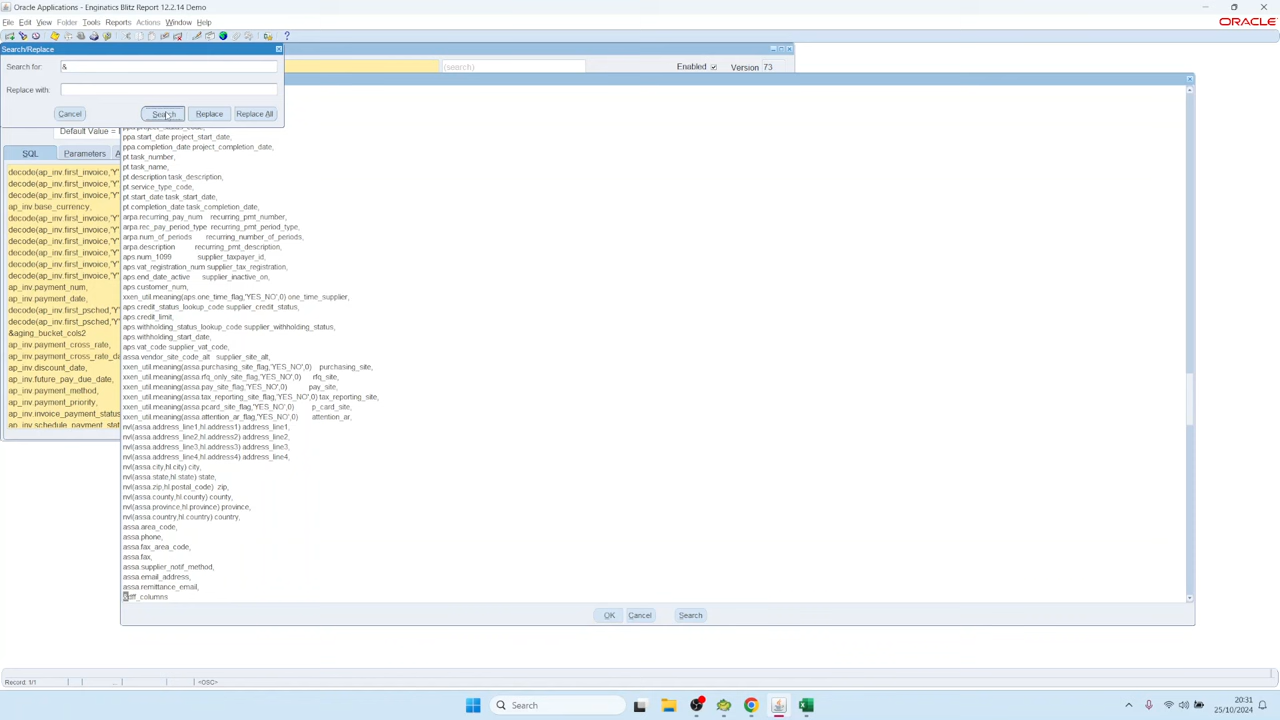 Oracle Applications - Enginatics Blitz Report 12.2.14 Demo
File Edit View Folder Tools Reports Actions Window Help
ORACLE
Search/Replace
Search for: &
Replace with:
Cancel Search Replace Replace All
(search) Enabled Version 73
Default Value =
SQL Parameters
decode(ap_inv.first_invoice,'Y'
decode(ap_inv.first_invoice,'Y'
decode(ap_inv.first_invoice,'Y'
ap_inv.base_currency,
decode(ap_inv.first_invoice,'Y'
decode(ap_inv.first_invoice,'Y'
decode(ap_inv.first_invoice,'Y'
decode(ap_inv.first_invoice,'Y'
decode(ap_inv.first_invoice,'Y'
decode(ap_inv.first_invoice,'Y'
ap_inv.payment_num,
ap_inv.payment_date,
decode(ap_inv.first_psched,'Y'
decode(ap_inv.first_psched,'Y'
&aging_bucket_cols2
ap_inv.payment_cross_rate,
ap_inv.payment_cross_rate_da
ap_inv.discount_date,
ap_inv.future_pay_due_date,
ap_inv.payment_method,
ap_inv.payment_priority,
ap_inv.invoice_payment_status
ap_inv.schedule_payment_stat
ppa.project_status_code,
ppa.start_date project_start_date,
ppa.completion_date project_completion_date,
pt.task_number,
pt.task_name,
pt.description task_description,
pt.service_type_code,
pt.start_date task_start_date,
pt.completion_date task_completion_date,
arpa.recurring_pay_num recurring_pmt_number,
arpa.rec_pay_period_type recurring_pmt_period_type,
arpa.num_of_periods recurring_number_of_periods,
arpa.description recurring_pmt_description,
aps.num_1099 supplier_taxpayer_id,
aps.vat_registration_num supplier_tax_registration,
aps.end_date_active supplier_inactive_on,
aps.customer_num,
xxen_util.meaning(aps.one_time_flag,'YES_NO',0) one_time_supplier,
aps.credit_status_lookup_code supplier_credit_status,
aps.credit_limit,
aps.withholding_status_lookup_code supplier_withholding_status,
aps.withholding_start_date,
aps.vat_code supplier_vat_code,
assa.vendor_site_code_alt supplier_site_alt,
xxen_util.meaning(assa.purchasing_site_flag,'YES_NO',0) purchasing_site,
xxen_util.meaning(assa.rfq_only_site_flag,'YES_NO',0) rfq_site,
xxen_util.meaning(assa.pay_site_flag,'YES_NO',0) pay_site,
xxen_util.meaning(assa.tax_reporting_site_flag,'YES_NO',0) tax_reporting_site,
xxen_util.meaning(assa.pcard_site_flag,'YES_NO',0) p_card_site,
xxen_util.meaning(assa.attention_ar_flag,'YES_NO',0) attention_ar,
nvl(assa.address_line1,hl.address1) address_line1,
nvl(assa.address_line2,hl.address2) address_line2,
nvl(assa.address_line3,hl.address3) address_line3,
nvl(assa.address_line4,hl.address4) address_line4,
nvl(assa.city,hl.city) city,
nvl(assa.state,hl.state) state,
nvl(assa.zip,hl.postal_code) zip,
nvl(assa.county,hl.county) county,
nvl(assa.province,hl.province) province,
nvl(assa.country,hl.country) country,
assa.area_code,
assa.phone,
assa.fax_area_code,
assa.fax,
assa.supplier_notif_method,
assa.email_address,
assa.remittance_email,
&dff_columns
OK Cancel Search
Record: 1/1 ... <OSC>
Search
20:31
25/10/2024